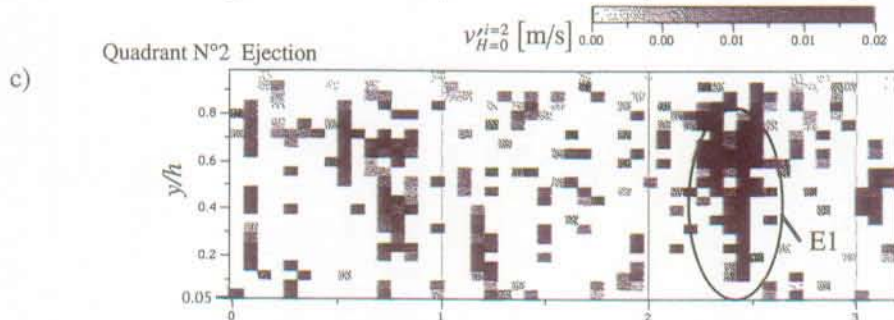 v'^{i=2}_{H=0} [m/s]
0.00 0.00 0.01 0.01 0.02
Quadrant N°2 Ejection
c)
y/h
0.8
0.6
0.4
0.2
0.05
E1
0 1 2 3